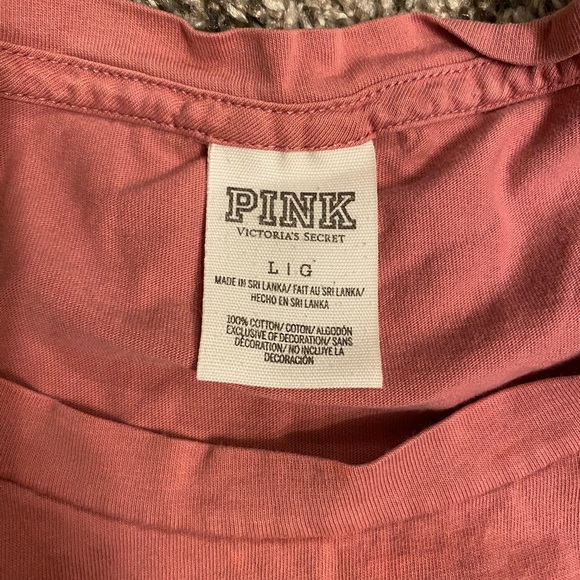 PINK
VICTORIA'S SECRET
L | G
MADE IN SRI LANKA/ FAIT AU SRI LANKA/
HECHO EN SRI LANKA
100% COTTON/ COTON/ ALGODÓN
EXCLUSIVE OF DECORATION/ SANS
DÉCORATION/ NO INCLUYE LA
DECORACIÓN